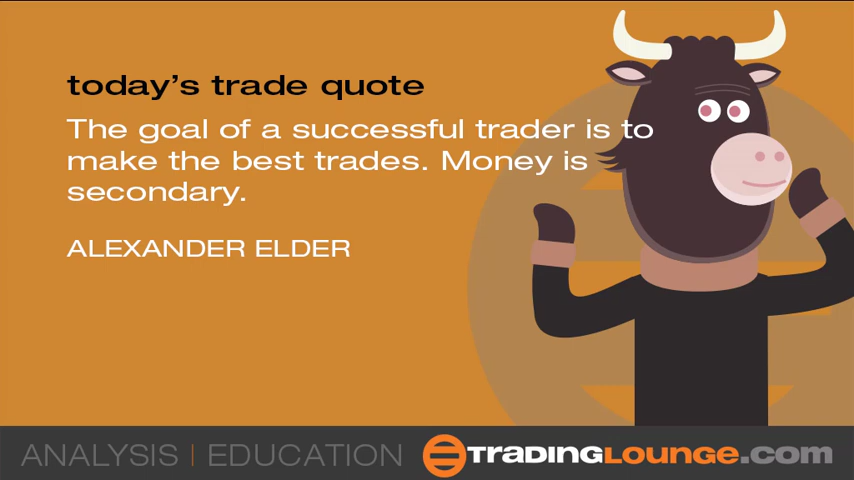 today's trade quote
The goal of a successful trader is to
make the best trades. Money is
secondary.
ALEXANDER ELDER
ANALYSIS | EDUCATION TRADINGLOUNGE.com